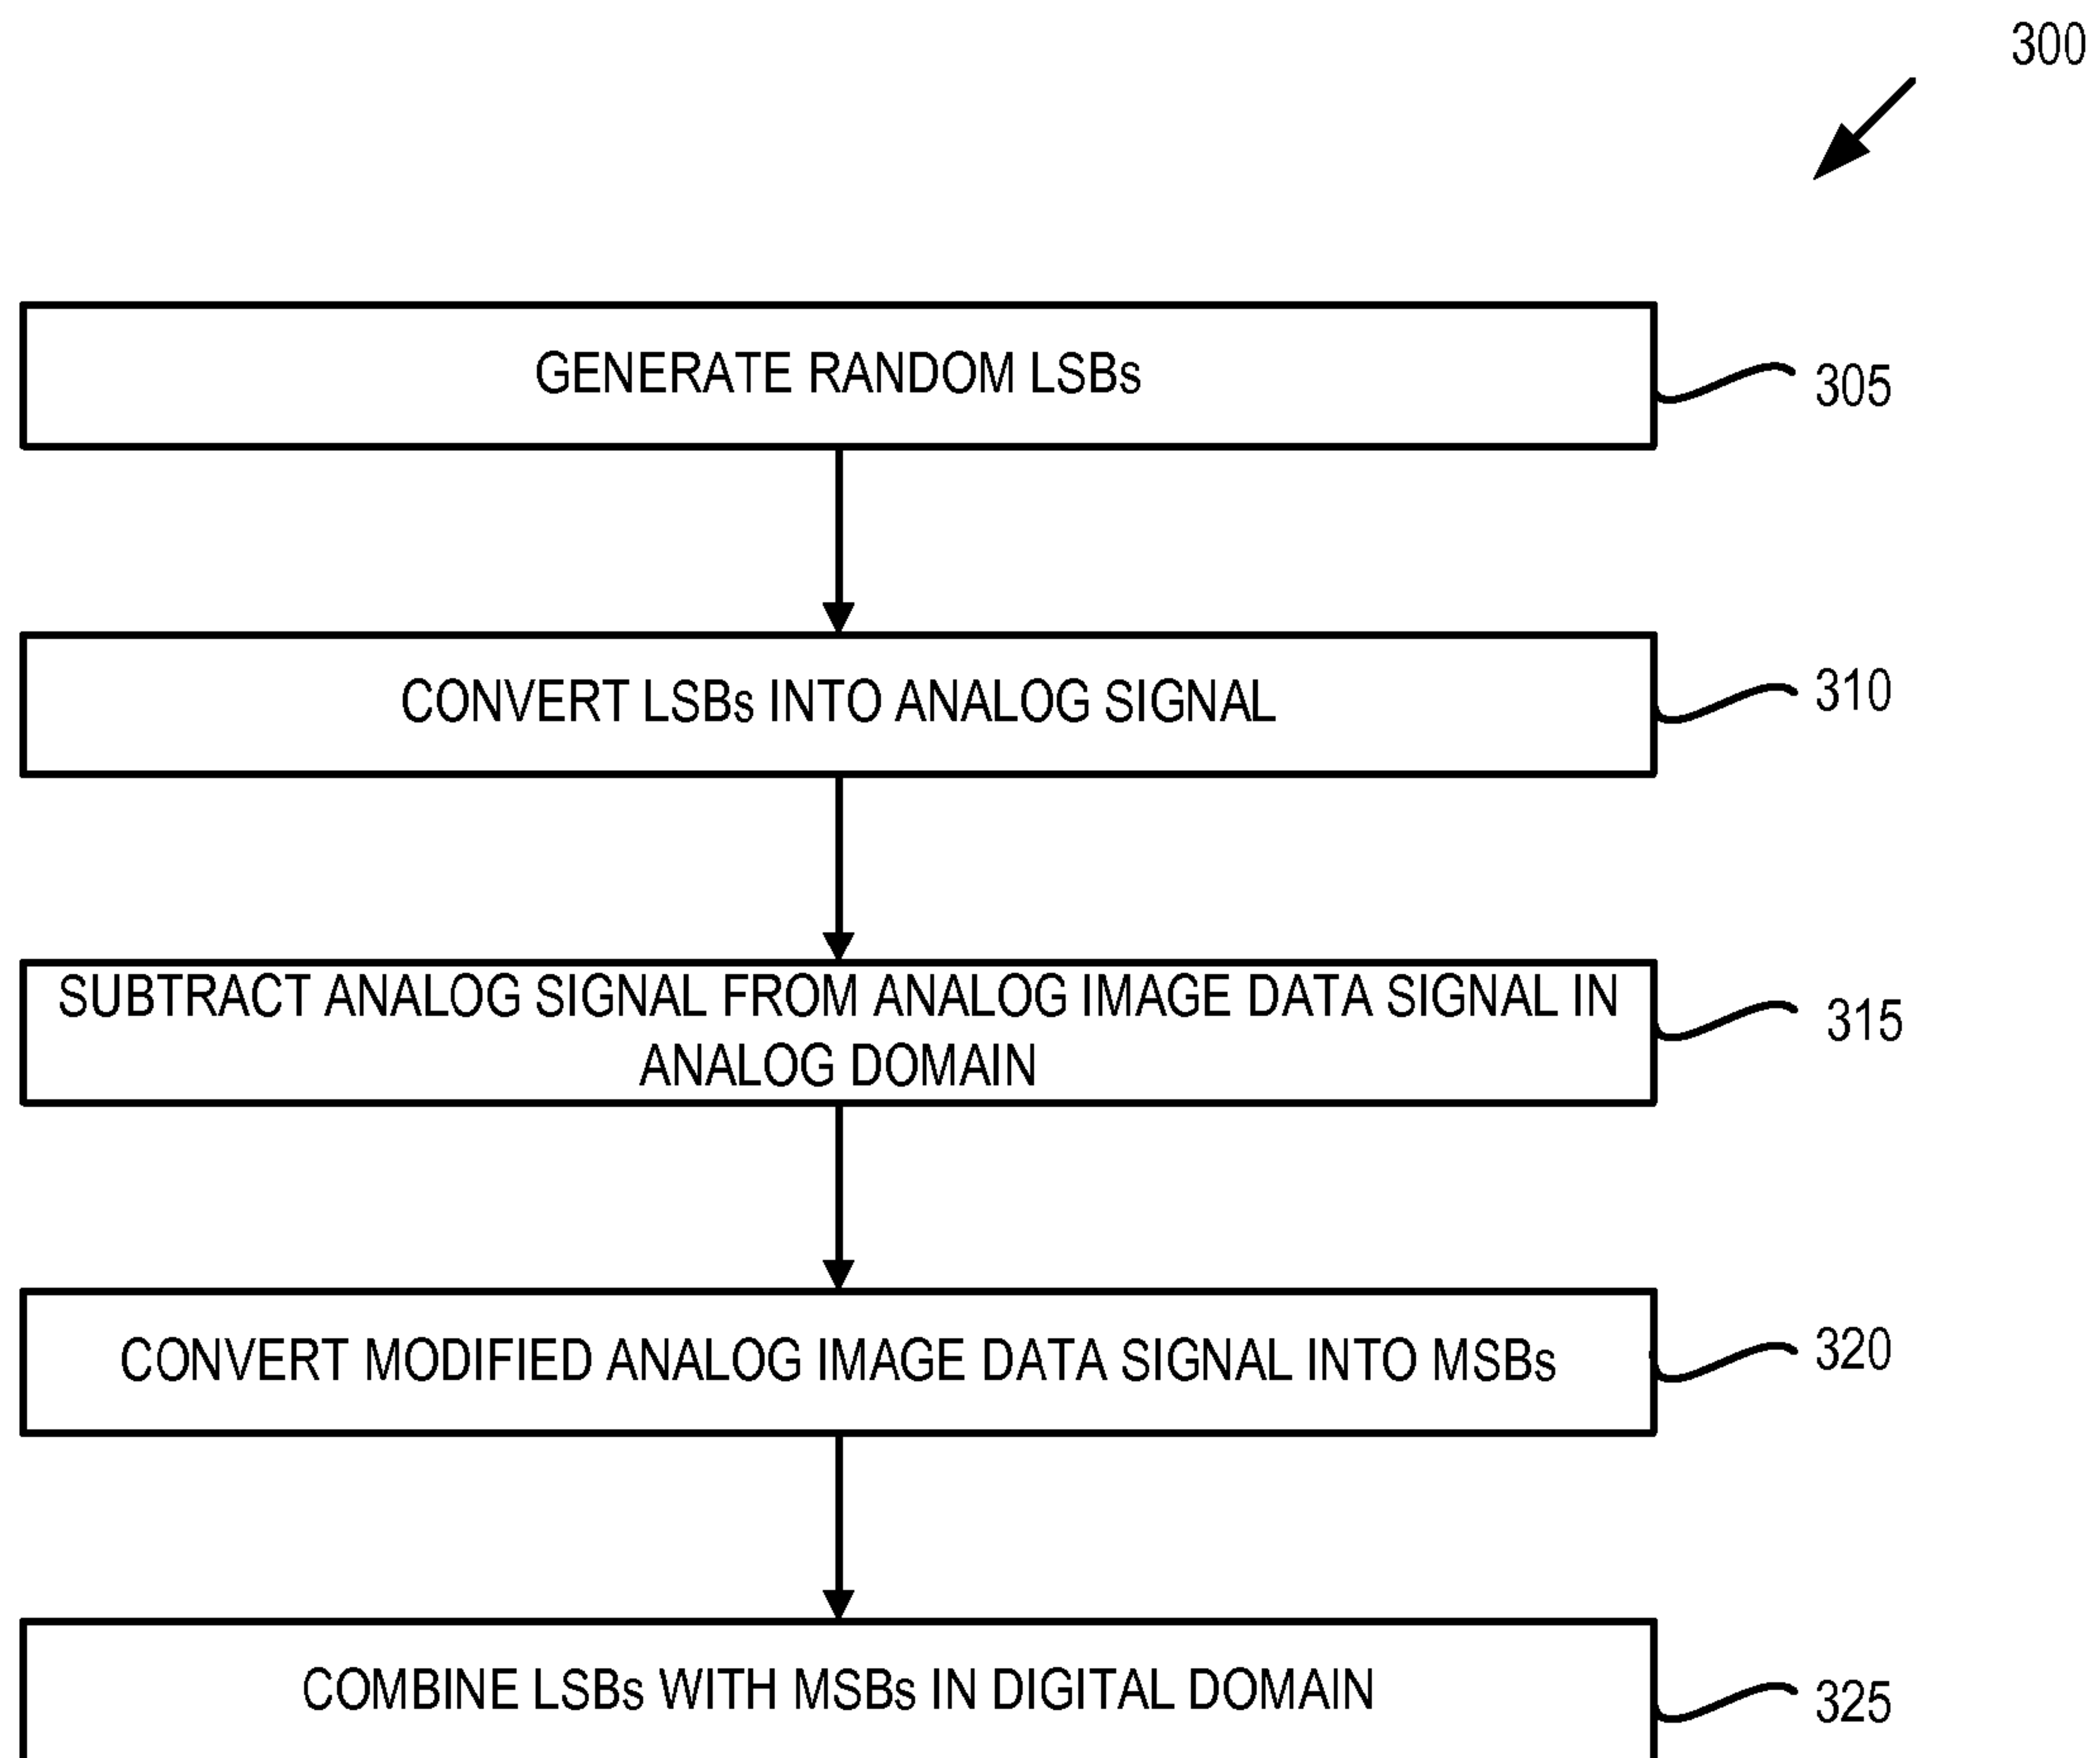 300
GENERATE RANDOM LSBs
305
CONVERT LSBs INTO ANALOG SIGNAL
310
SUBTRACT ANALOG SIGNAL FROM ANALOG IMAGE DATA SIGNAL IN
ANALOG DOMAIN
315
CONVERT MODIFIED ANALOG IMAGE DATA SIGNAL INTO MSBs
320
COMBINE LSBs WITH MSBs IN DIGITAL DOMAIN
325